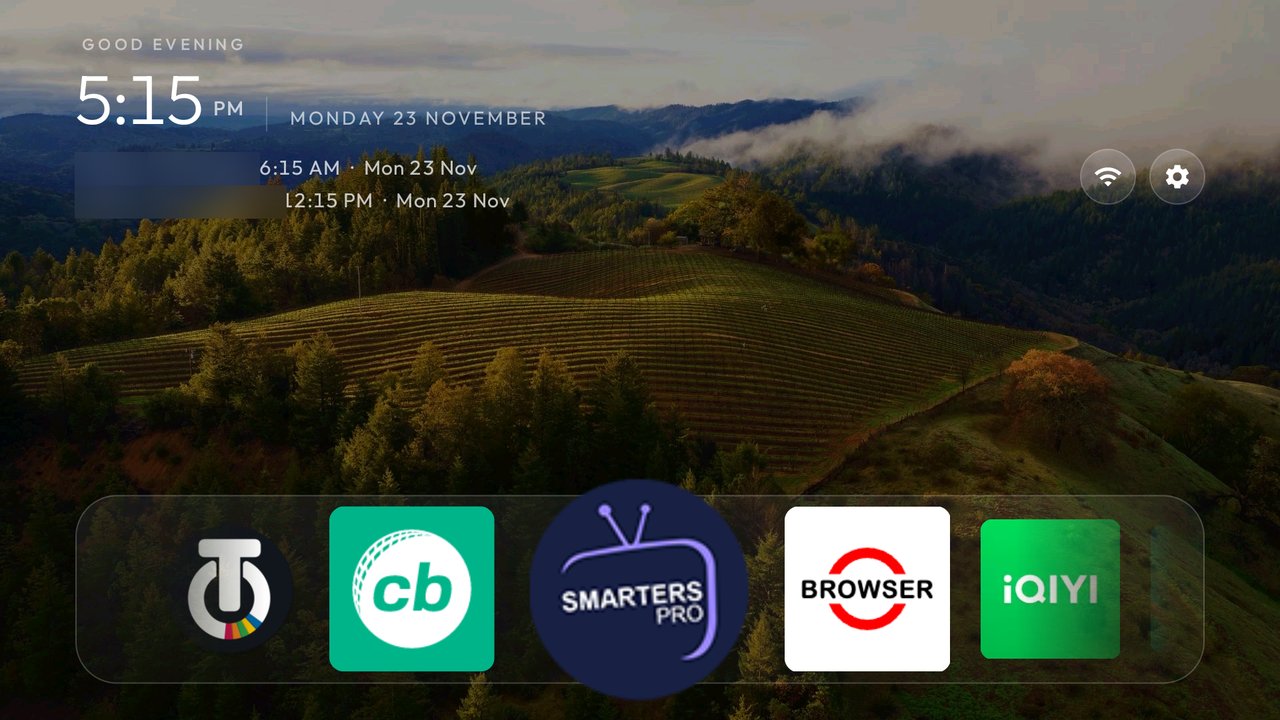 GOOD EVENING
5:15 PM
MONDAY 23 NOVEMBER
6:15 AM · Mon 23 Nov
12:15 PM · Mon 23 Nov
cb
SMARTERS
PRO
BROWSER
iQIYI